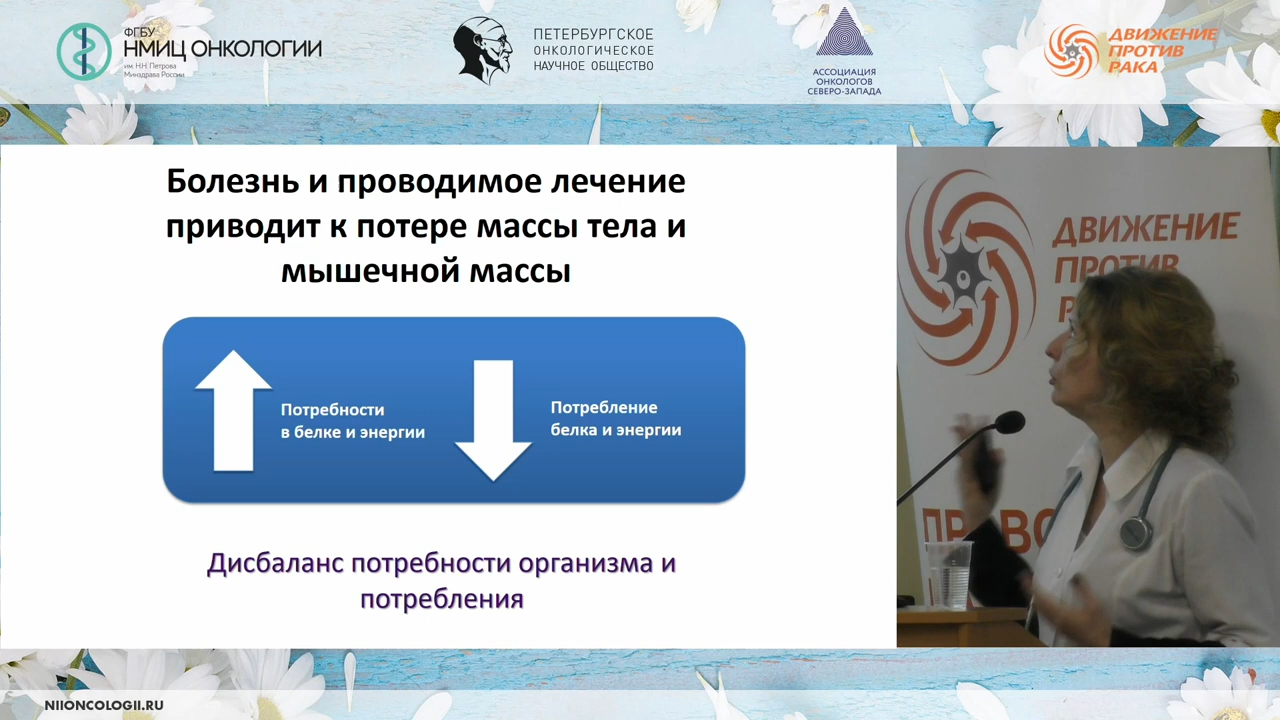 ФГБУ
НМИЦ ОНКОЛОГИИ
им. Н.Н. Петрова
Минздрава России
ПЕТЕРБУРГСКОЕ
ОНКОЛОГИЧЕСКОЕ
НАУЧНОЕ ОБЩЕСТВО
АССОЦИАЦИЯ
ОНКОЛОГОВ
СЕВЕРО-ЗАПАДА
ДВИЖЕНИЕ
ПРОТИВ
РАКА
Болезнь и проводимое лечение
приводит к потере массы тела и
мышечной массы
Потребности
в белке и энергии
Потребление
белка и энергии
Дисбаланс потребности организма и
потребления
ДВИЖЕНИЕ
ПРОТИВ
NIIONCOLOGII.RU